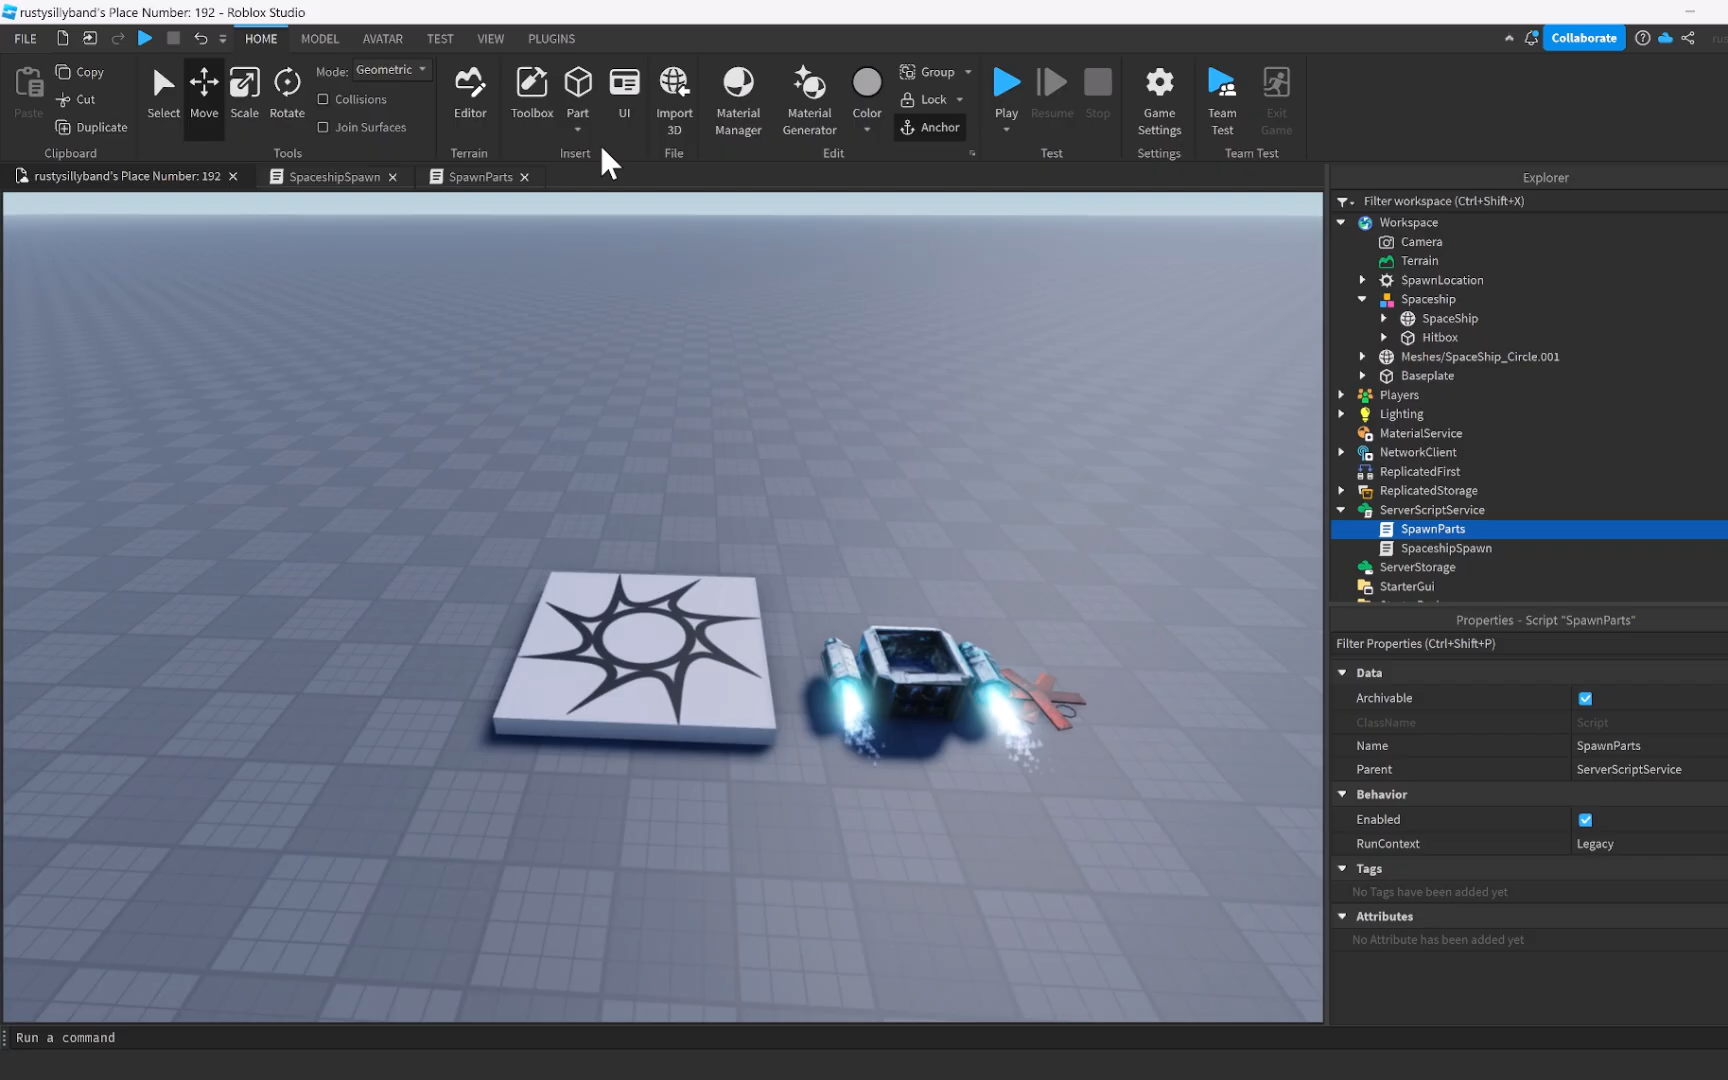 rustysillyband's Place Number: 192 - Roblox Studio
FILE
HOME
MODEL
AVATAR
TEST
VIEW
PLUGINS
Collaborate
Paste
Copy
Cut
Duplicate
Clipboard
Select
Move
Scale
Rotate
Mode: Geometric
Collisions
Join Surfaces
Tools
Editor
Terrain
Toolbox
Part
UI
Insert
Import
3D
File
Material
Manager
Material
Generator
Color
Group
Lock
Anchor
Edit
Play
Resume
Stop
Test
Game
Settings
Settings
Team
Test
Exit
Game
Team Test
rustysillyband's Place Number: 192
SpaceshipSpawn
SpawnParts
Explorer
Filter workspace (Ctrl+Shift+X)
Workspace
Camera
Terrain
SpawnLocation
Spaceship
SpaceShip
Hitbox
Meshes/SpaceShip_Circle.001
Baseplate
Players
Lighting
MaterialService
NetworkClient
ReplicatedFirst
ReplicatedStorage
ServerScriptService
SpawnParts
SpaceshipSpawn
ServerStorage
StarterGui
Properties - Script "SpawnParts"
Filter Properties (Ctrl+Shift+P)
Data
Archivable
ClassName Script
Name SpawnParts
Parent ServerScriptService
Behavior
Enabled
RunContext Legacy
Tags
No Tags have been added yet
Attributes
No Attribute has been added yet
Run a command